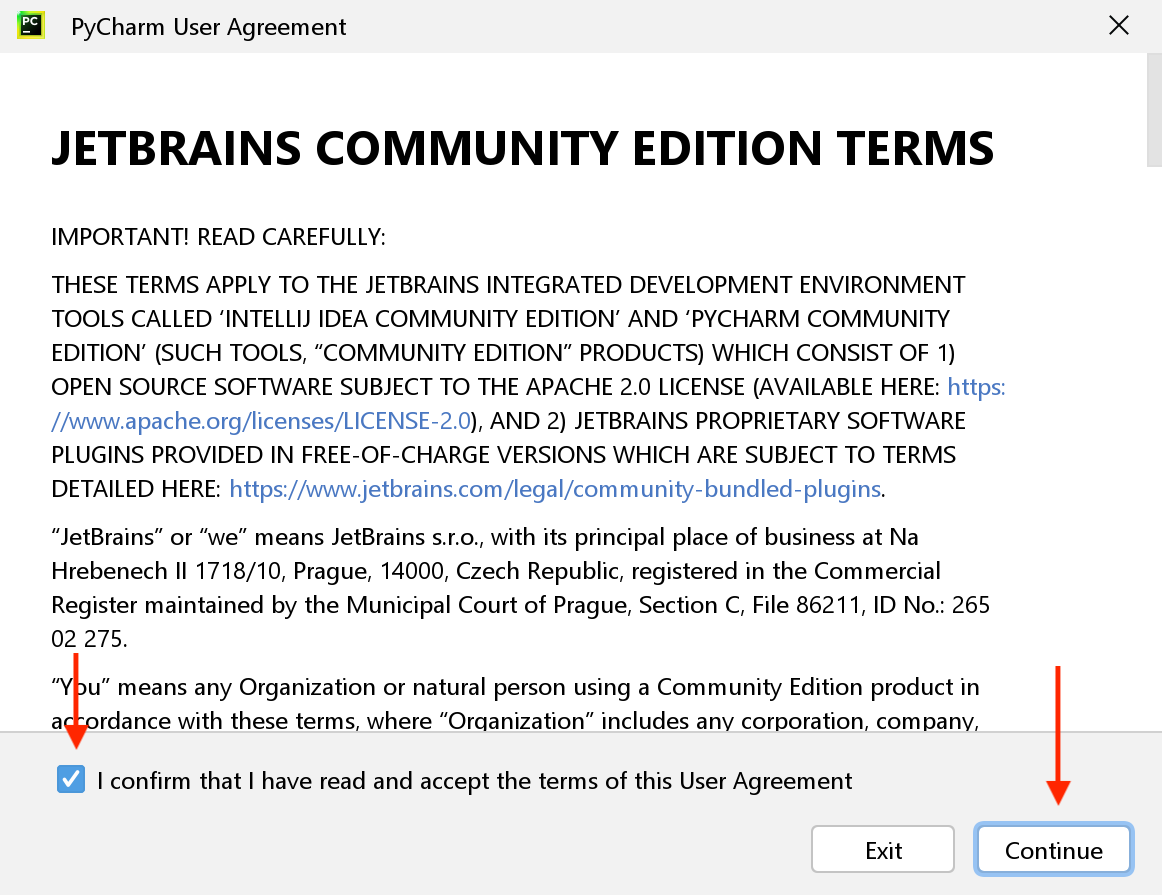 PC
PyCharm User Agreement
JETBRAINS COMMUNITY EDITION TERMS
IMPORTANT! READ CAREFULLY:
THESE TERMS APPLY TO THE JETBRAINS INTEGRATED DEVELOPMENT ENVIRONMENT
TOOLS CALLED ‘INTELLIJ IDEA COMMUNITY EDITION’ AND ‘PYCHARM COMMUNITY
EDITION’ (SUCH TOOLS, “COMMUNITY EDITION” PRODUCTS) WHICH CONSIST OF 1)
OPEN SOURCE SOFTWARE SUBJECT TO THE APACHE 2.0 LICENSE (AVAILABLE HERE: https:
//www.apache.org/licenses/LICENSE-2.0), AND 2) JETBRAINS PROPRIETARY SOFTWARE
PLUGINS PROVIDED IN FREE-OF-CHARGE VERSIONS WHICH ARE SUBJECT TO TERMS
DETAILED HERE: https://www.jetbrains.com/legal/community-bundled-plugins.
“JetBrains” or “we” means JetBrains s.r.o., with its principal place of business at Na
Hrebenech II 1718/10, Prague, 14000, Czech Republic, registered in the Commercial
Register maintained by the Municipal Court of Prague, Section C, File 86211, ID No.: 265
02 275.
“You” means any Organization or natural person using a Community Edition product in
accordance with these terms, where “Organization” includes any corporation, company,
I confirm that I have read and accept the terms of this User Agreement
Exit
Continue